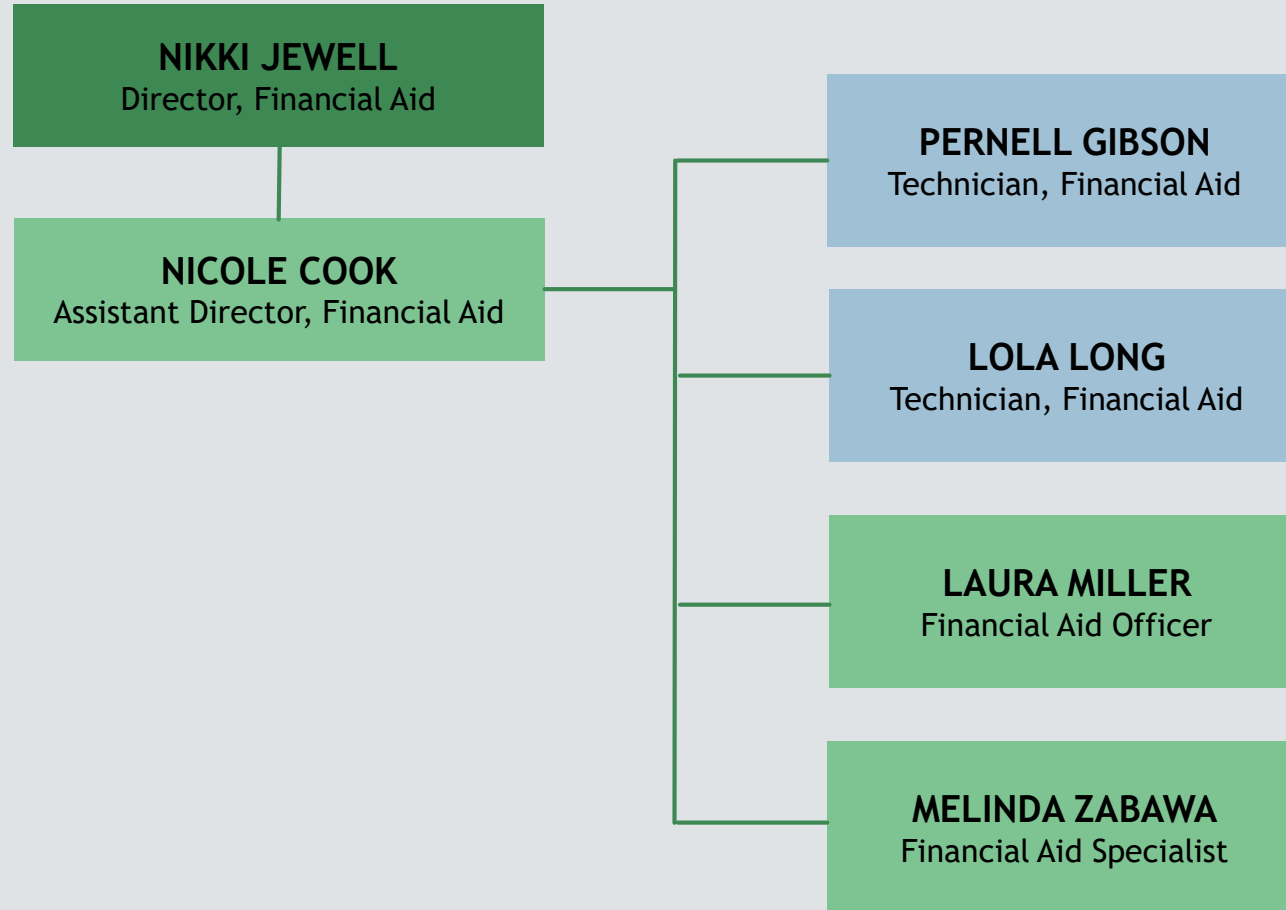 NIKKI JEWELL
Director, Financial Aid
NICOLE COOK
Assistant Director, Financial Aid
PERNELL GIBSON
Technician, Financial Aid
LOLA LONG
Technician, Financial Aid
LAURA MILLER
Financial Aid Officer
MELINDA ZABAWA
Financial Aid Specialist